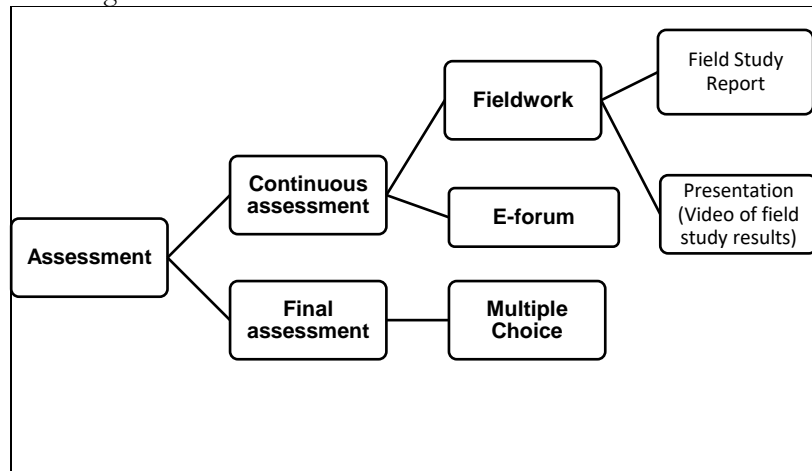 Assessment
Continuous
assessment
Final
assessment
Fieldwork
E-forum
Multiple
Choice
Field Study
Report
Presentation
(Video of field
study results)